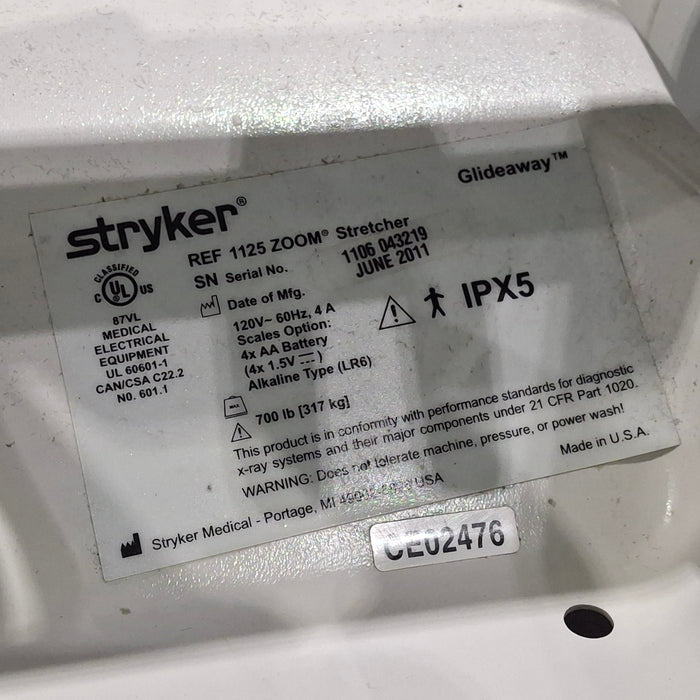 Glideaway™
stryker®
REF 1125 ZOOM® Stretcher
SN Serial No. 1106 043219
Date of Mfg. JUNE 2011
CLASSIFIED
C UL US
87VL
MEDICAL
ELECTRICAL
EQUIPMENT
UL 60601-1
CAN/CSA C22.2
N0. 601.1
120V~ 60Hz, 4 A
Scales Option:
4x AA Battery
(4x 1.5V )
Alkaline Type (LR6)
IPX5
MAX
700 lb [317 kg]
This product is in conformity with performance standards for diagnostic
x-ray systems and their major components under 21 CFR Part 1020.
WARNING: Does not tolerate machine, pressure, or power wash!
Made in U.S.A.
Stryker Medical - Portage, MI USA
CE02476